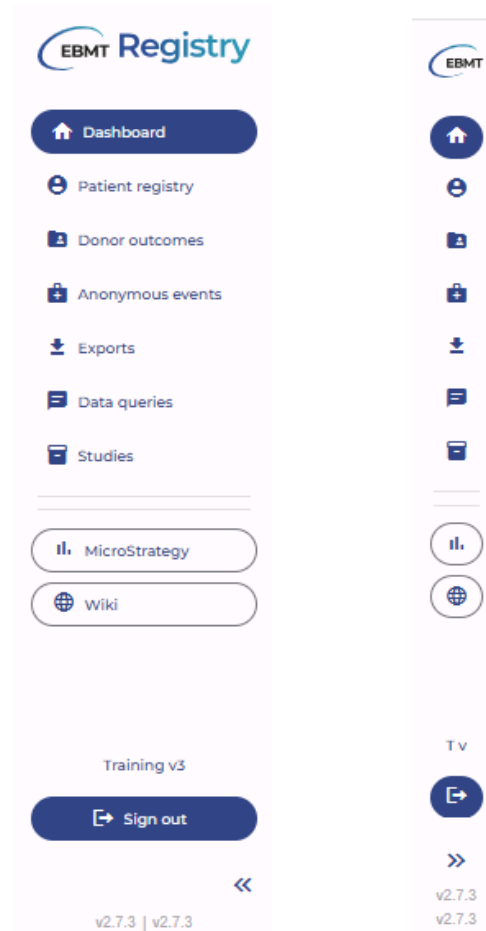 EBMT Registry
Dashboard
Patient registry
Donor outcomes
Anonymous events
Exports
Data queries
Studies
MicroStrategy
Wiki
Training v3
Sign out
v2.7.3 | v2.7.3
EBMT
T v
v2.7.3
v2.7.3